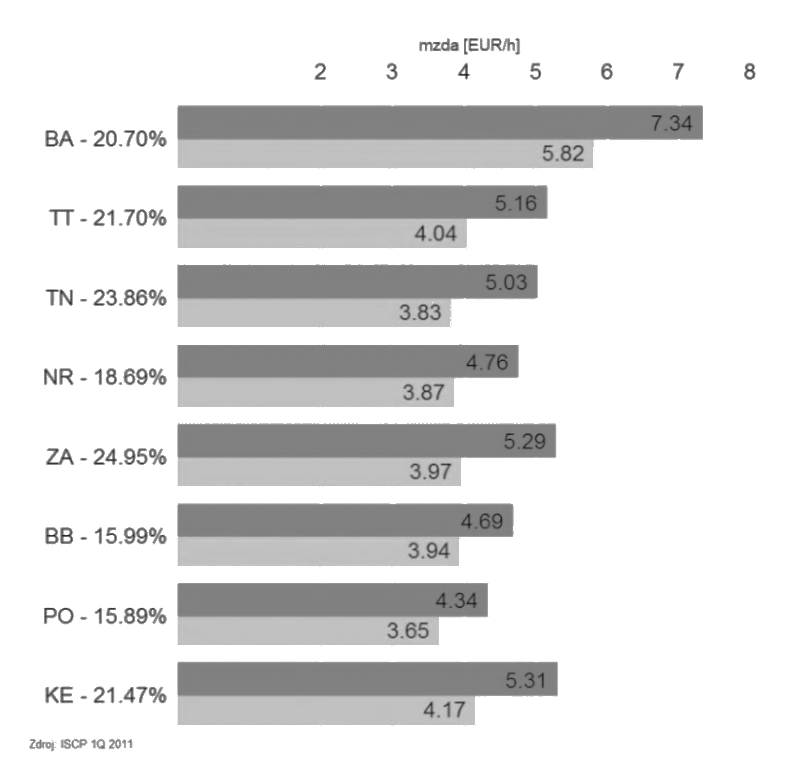 mzda [EUR/h]
2 3 4 5 6 7 8
BA - 20.70%
7.34
5.82
TT - 21.70%
5.16
4.04
TN - 23.86%
5.03
3.83
NR - 18.69%
4.76
3.87
ZA - 24.95%
5.29
3.97
BB - 15.99%
4.69
3.94
PO - 15.89%
4.34
3.65
KE - 21.47%
5.31
4.17
Zdroj: ISCP 1Q 2011